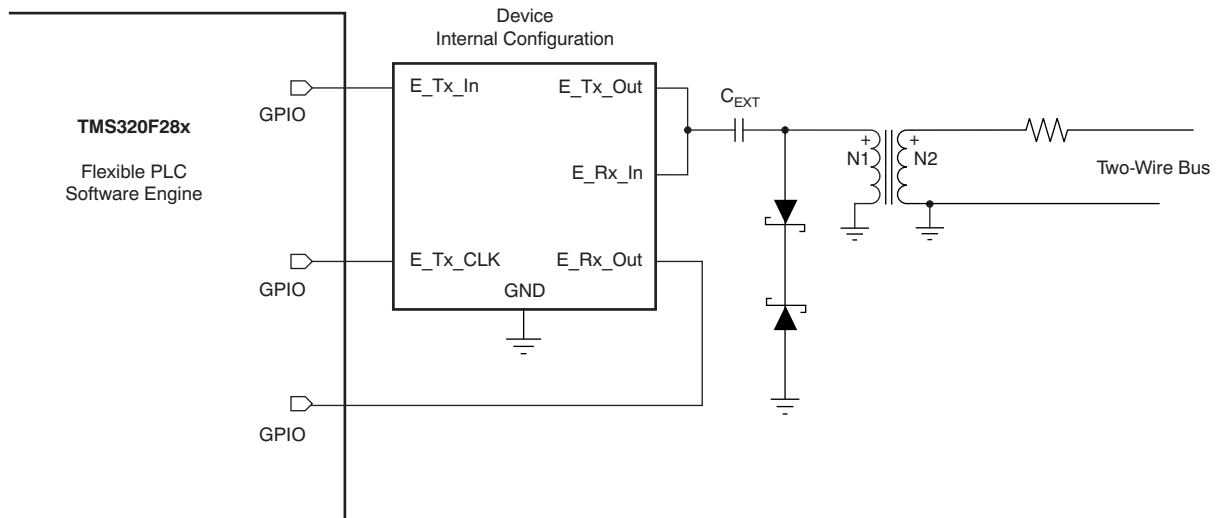 Device
Internal Configuration
TMS320F28x
Flexible PLC
Software Engine
GPIO
GPIO
GPIO
E_Tx_In
E_Tx_Out
E_Rx_In
E_Tx_CLK
E_Rx_Out
GND
C_EXT
+
N1
+
N2
Two-Wire Bus